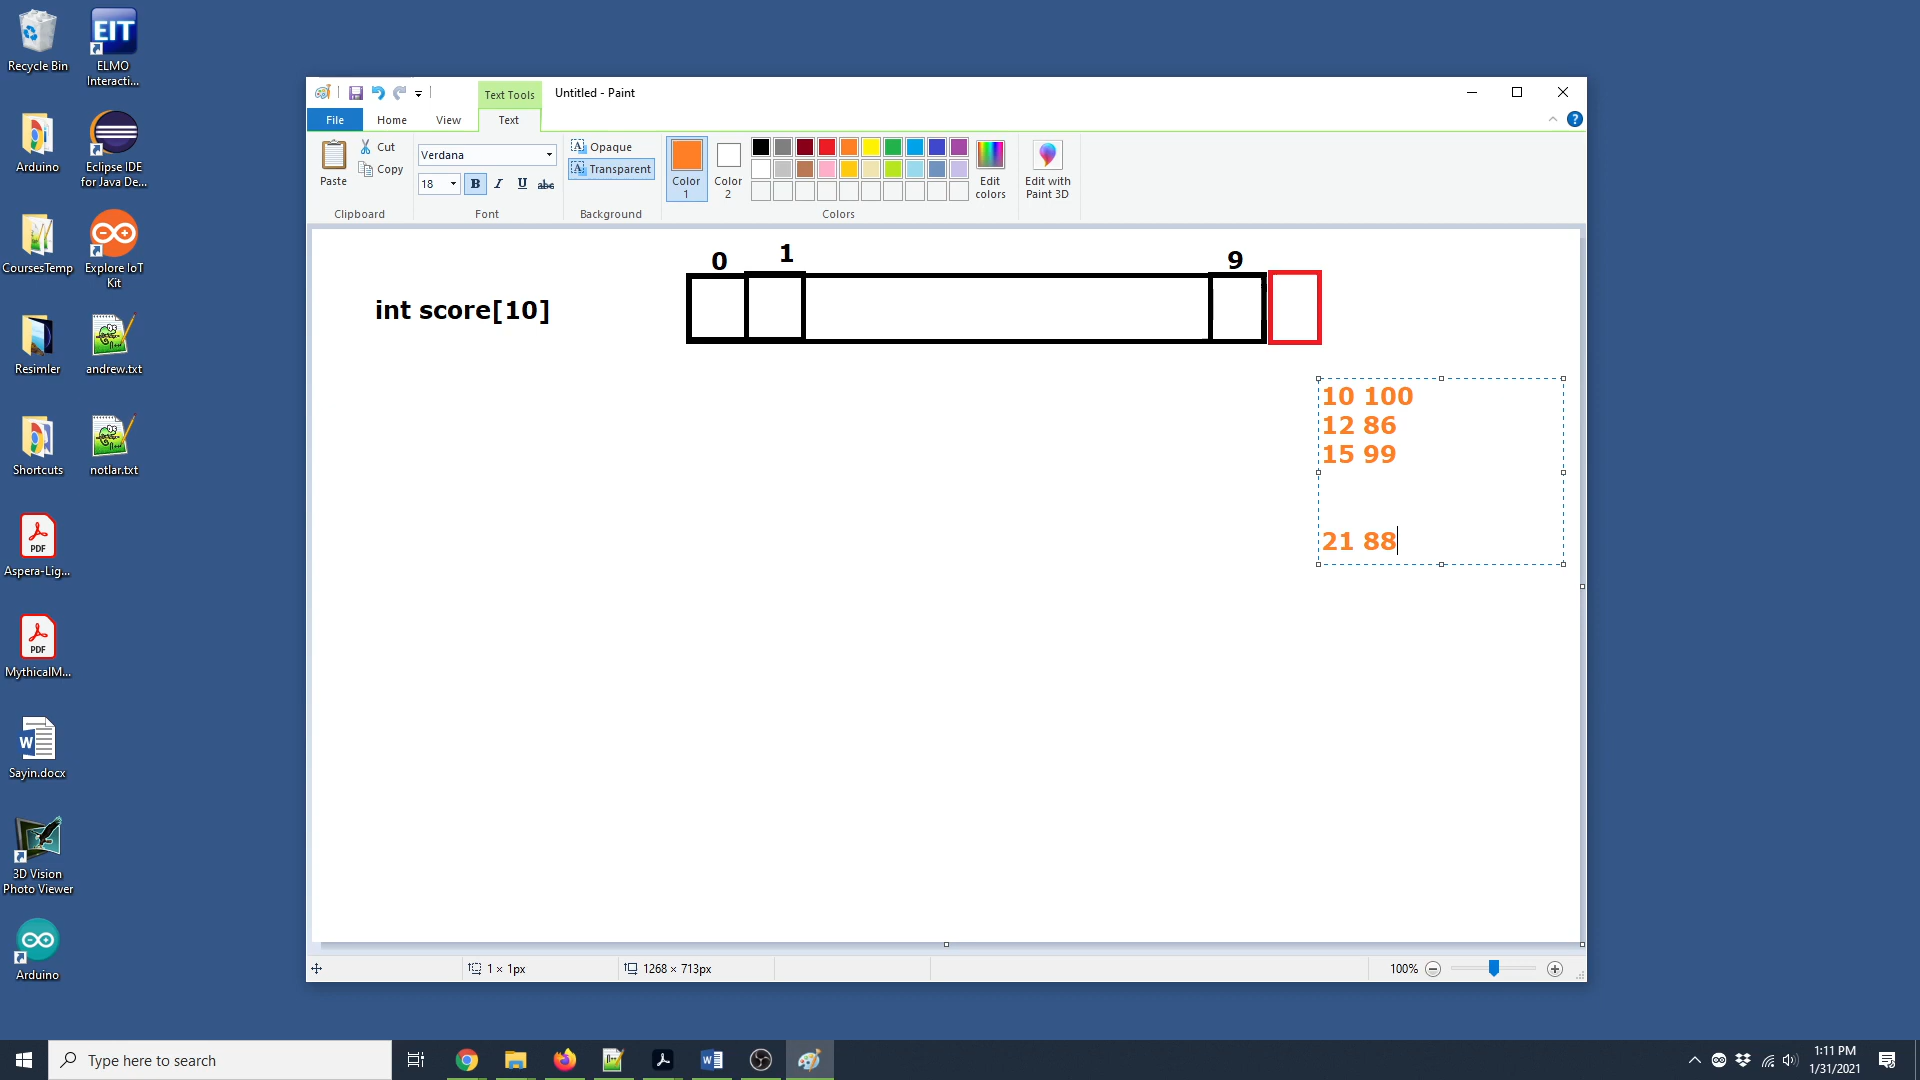 Recycle Bin
ELMO
Interacti...
Arduino
Eclipse IDE
for Java De...
CoursesTemp
Explore IoT
Kit
Resimler
andrew.txt
Shortcuts
notlar.txt
Aspera-Lig...
MythicalM...
Sayin.docx
3D Vision
Photo Viewer
Arduino
EIT
PDF
PDF
Text Tools
Untitled - Paint
File
Home
View
Text
Paste
Cut
Copy
Clipboard
Verdana
18
B
I
U
abc
Font
Opaque
Transparent
Background
Color
1
Color
2
Edit
colors
Colors
Edit with
Paint 3D
0
1
9
int score[10]
10 100
12 86
15 99
21 88
1 × 1px
1268 × 713px
100%
Type here to search
1:11 PM
1/31/2021